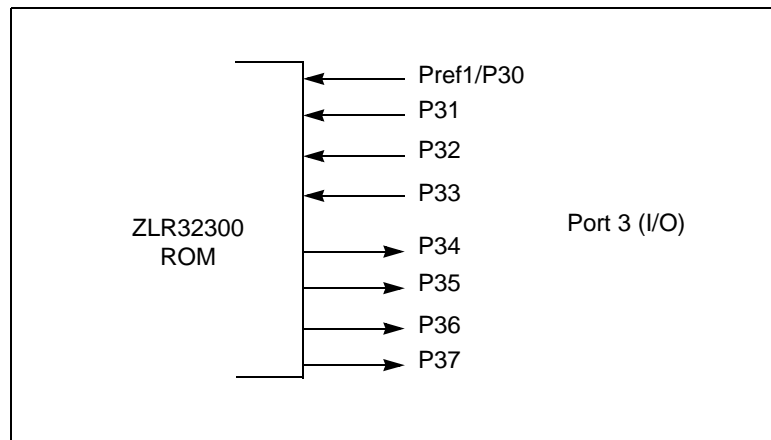 Pref1/P30
P31
P32
P33
ZLR32300
ROM
Port 3 (I/O)
P34
P35
P36
P37